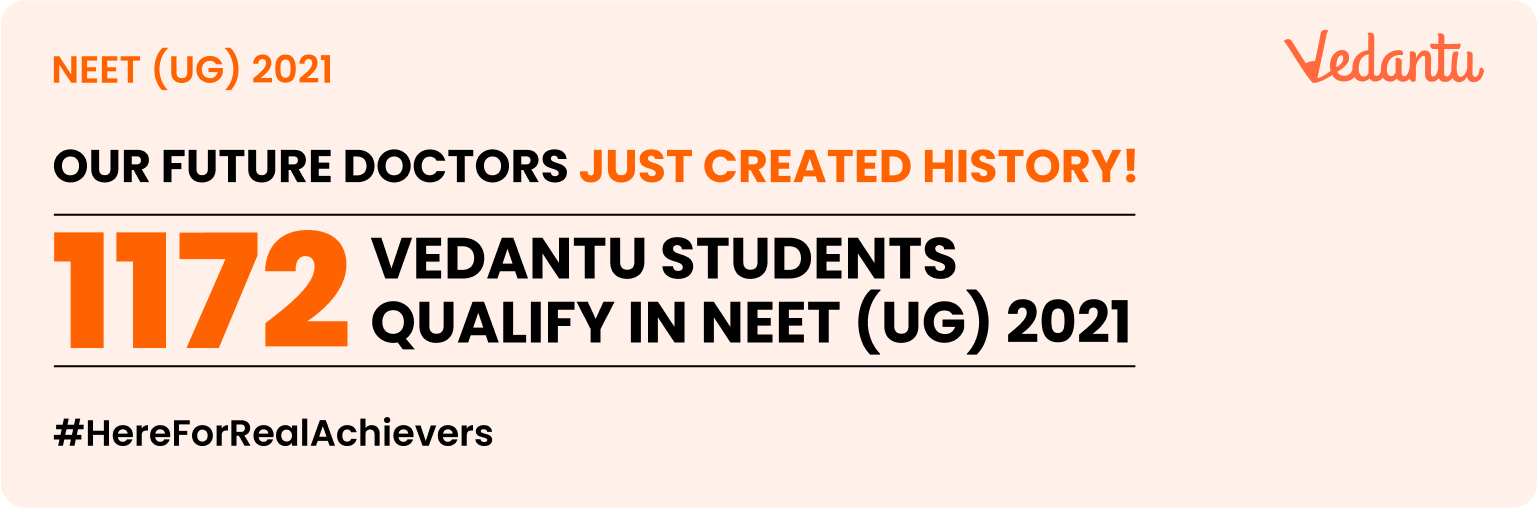 NEET (UG) 2021
Vedantu
OUR FUTURE DOCTORS JUST CREATED HISTORY!
1172 VEDANTU STUDENTS
QUALIFY IN NEET (UG) 2021
#HereForRealAchievers